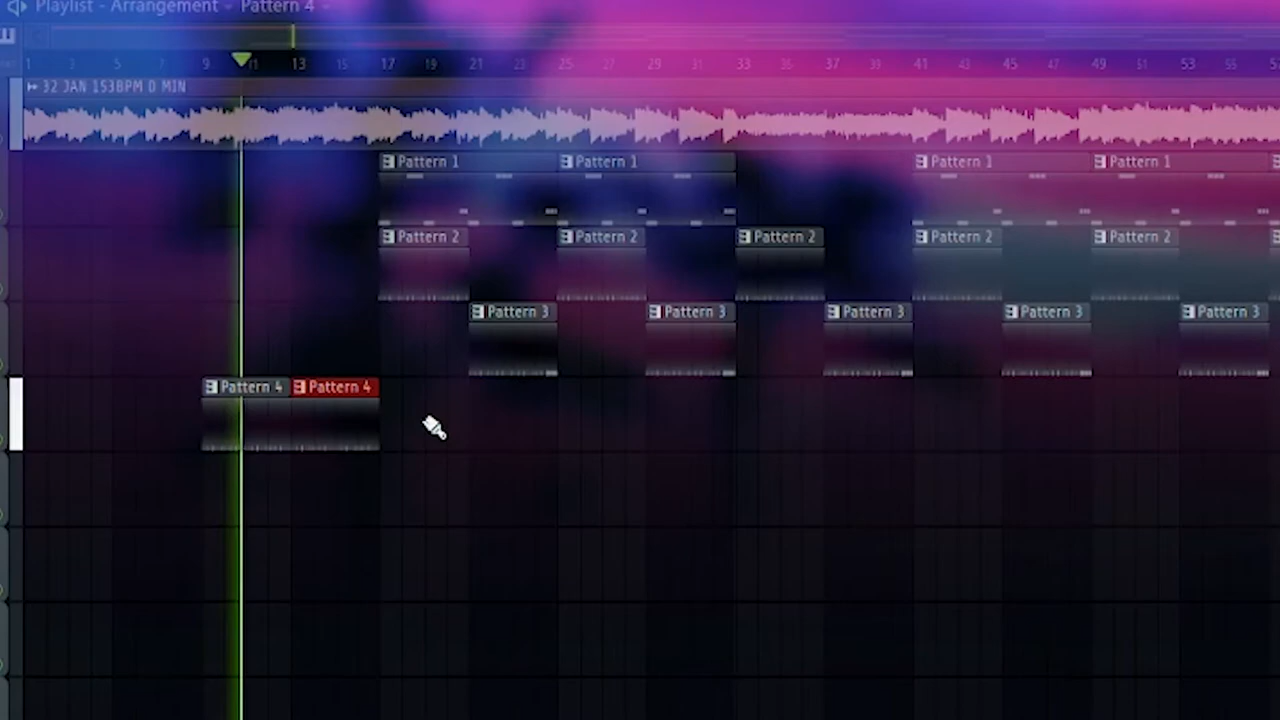 Playlist - Arrangement - Pattern 4 -
1 3 5 7 9 11 13 15 17 19 21 23 25 27 29 31 33 35 37 39 41 43 45 47 49 51 53 55
32 JAN 153BPM D MIN
Pattern 1 Pattern 1 Pattern 1 Pattern 1
Pattern 2 Pattern 2 Pattern 2 Pattern 2 Pattern 2
Pattern 3 Pattern 3 Pattern 3 Pattern 3 Pattern 3
Pattern 4 Pattern 4